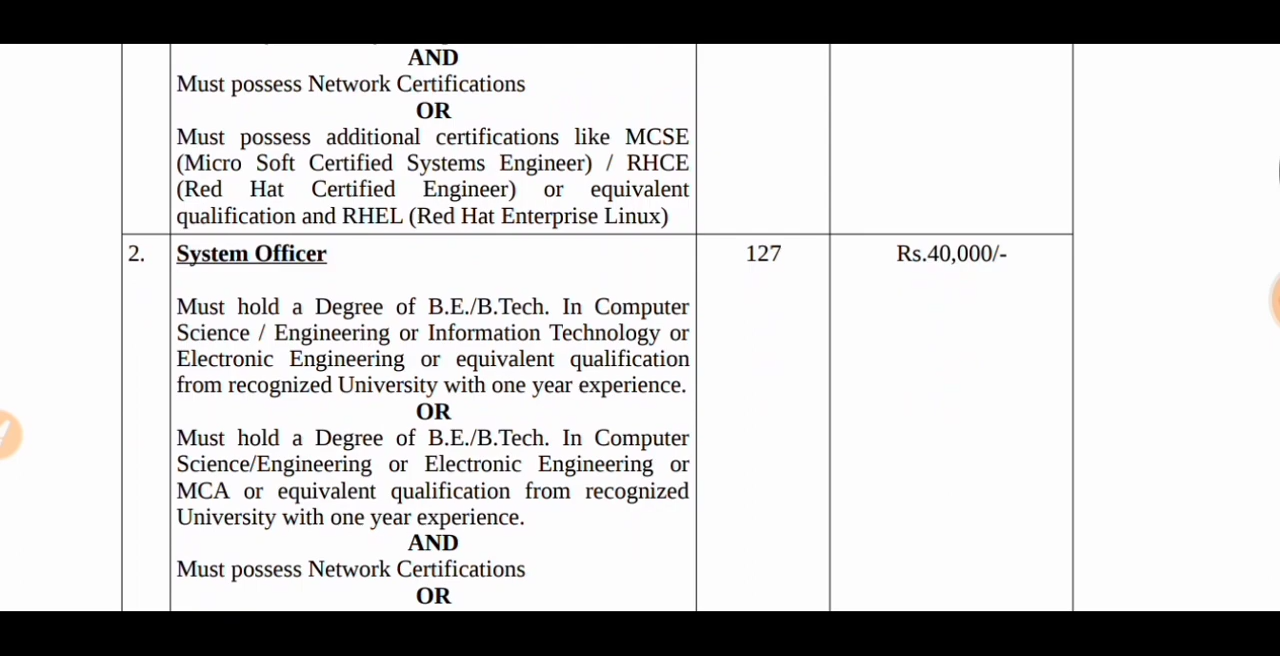 AND
Must possess Network Certifications
OR
Must possess additional certifications like MCSE
(Micro Soft Certified Systems Engineer) / RHCE
(Red Hat Certified Engineer) or equivalent
qualification and RHEL (Red Hat Enterprise Linux)
2. System Officer 127 Rs.40,000/-
Must hold a Degree of B.E./B.Tech. In Computer
Science / Engineering or Information Technology or
Electronic Engineering or equivalent qualification
from recognized University with one year experience.
OR
Must hold a Degree of B.E./B.Tech. In Computer
Science/Engineering or Electronic Engineering or
MCA or equivalent qualification from recognized
University with one year experience.
AND
Must possess Network Certifications
OR